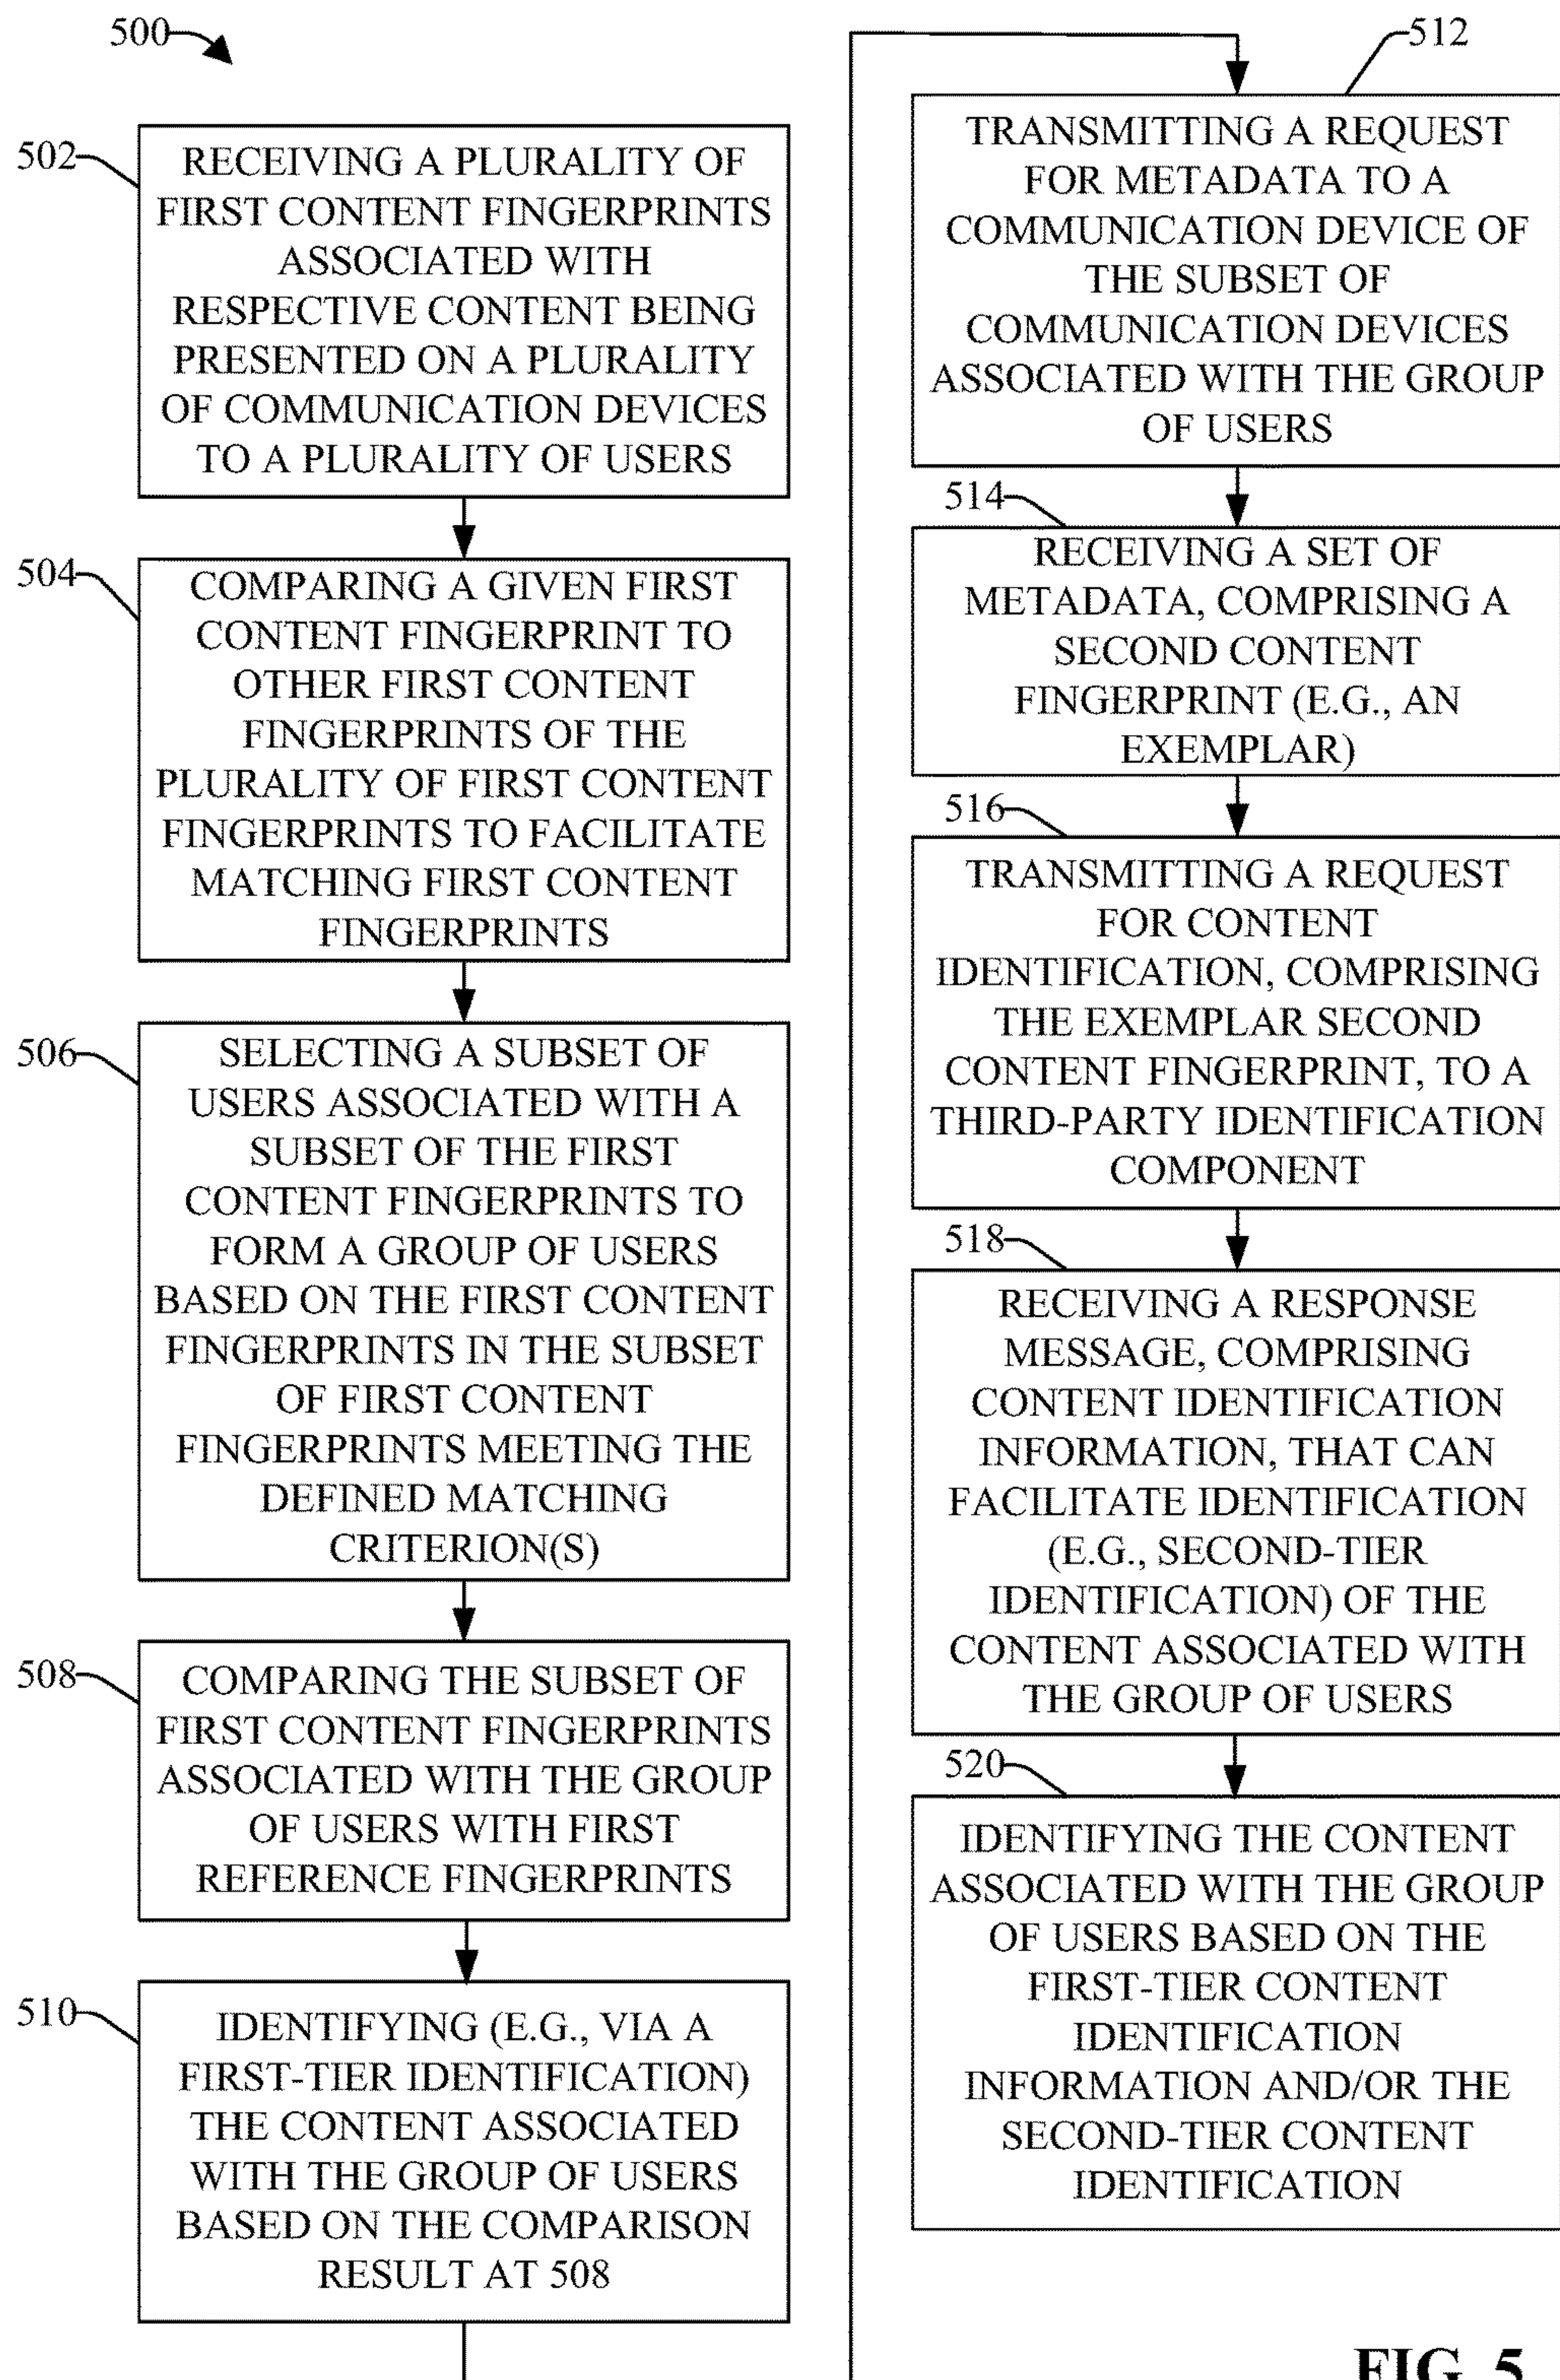 500
502
RECEIVING A PLURALITY OF
FIRST CONTENT FINGERPRINTS
ASSOCIATED WITH
RESPECTIVE CONTENT BEING
PRESENTED ON A PLURALITY
OF COMMUNICATION DEVICES
TO A PLURALITY OF USERS
504
COMPARING A GIVEN FIRST
CONTENT FINGERPRINT TO
OTHER FIRST CONTENT
FINGERPRINTS OF THE
PLURALITY OF FIRST CONTENT
FINGERPRINTS TO FACILITATE
MATCHING FIRST CONTENT
FINGERPRINTS
506
SELECTING A SUBSET OF
USERS ASSOCIATED WITH A
SUBSET OF THE FIRST
CONTENT FINGERPRINTS TO
FORM A GROUP OF USERS
BASED ON THE FIRST CONTENT
FINGERPRINTS IN THE SUBSET
OF FIRST CONTENT
FINGERPRINTS MEETING THE
DEFINED MATCHING
CRITERION(S)
508
COMPARING THE SUBSET OF
FIRST CONTENT FINGERPRINTS
ASSOCIATED WITH THE GROUP
OF USERS WITH FIRST
REFERENCE FINGERPRINTS
510
IDENTIFYING (E.G., VIA A
FIRST-TIER IDENTIFICATION)
THE CONTENT ASSOCIATED
WITH THE GROUP OF USERS
BASED ON THE COMPARISON
RESULT AT 508
512
TRANSMITTING A REQUEST
FOR METADATA TO A
COMMUNICATION DEVICE OF
THE SUBSET OF
COMMUNICATION DEVICES
ASSOCIATED WITH THE GROUP
OF USERS
514
RECEIVING A SET OF
METADATA, COMPRISING A
SECOND CONTENT
FINGERPRINT (E.G., AN
EXEMPLAR)
516
TRANSMITTING A REQUEST
FOR CONTENT
IDENTIFICATION, COMPRISING
THE EXEMPLAR SECOND
CONTENT FINGERPRINT, TO A
THIRD-PARTY IDENTIFICATION
COMPONENT
518
RECEIVING A RESPONSE
MESSAGE, COMPRISING
CONTENT IDENTIFICATION
INFORMATION, THAT CAN
FACILITATE IDENTIFICATION
(E.G., SECOND-TIER
IDENTIFICATION) OF THE
CONTENT ASSOCIATED WITH
THE GROUP OF USERS
520
IDENTIFYING THE CONTENT
ASSOCIATED WITH THE GROUP
OF USERS BASED ON THE
FIRST-TIER CONTENT
IDENTIFICATION
INFORMATION AND/OR THE
SECOND-TIER CONTENT
IDENTIFICATION
FIG. 5